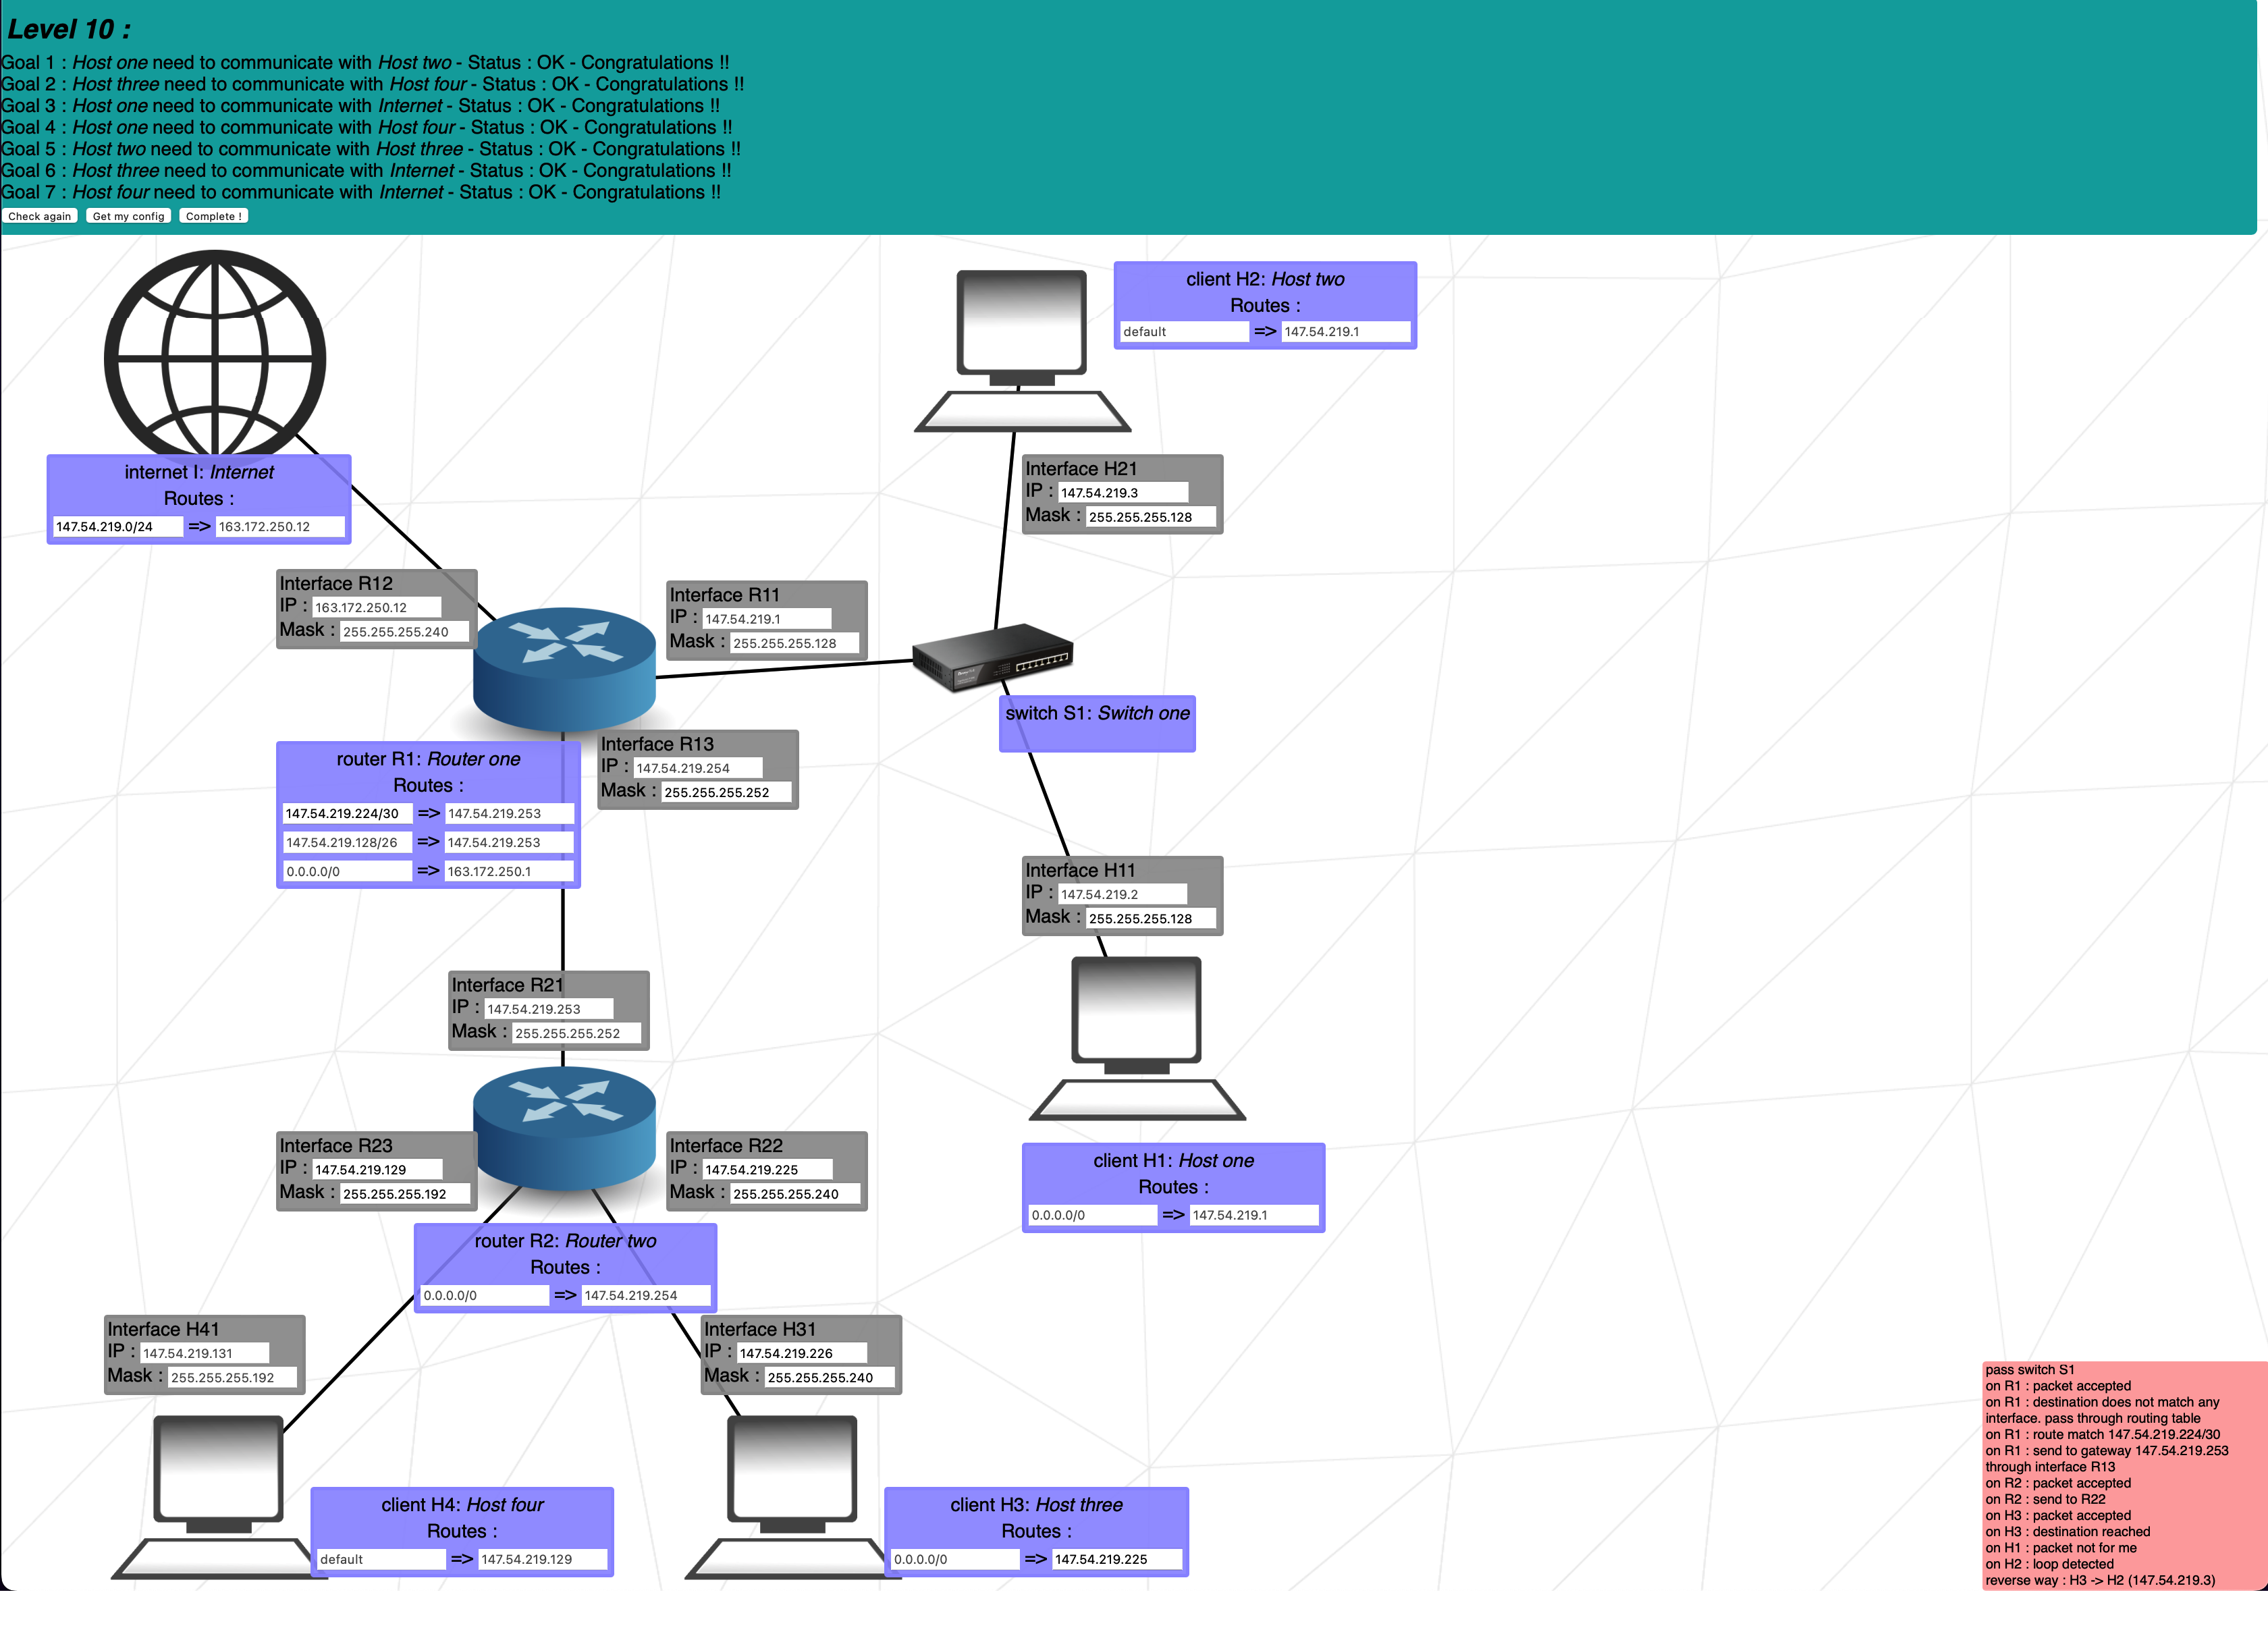 Level 10 :
Goal 1 : Host one need to communicate with Host two - Status : OK - Congratulations !!
Goal 2 : Host three need to communicate with Host four - Status : OK - Congratulations !!
Goal 3 : Host one need to communicate with Internet - Status : OK - Congratulations !!
Goal 4 : Host one need to communicate with Host four - Status : OK - Congratulations !!
Goal 5 : Host two need to communicate with Host three - Status : OK - Congratulations !!
Goal 6 : Host three need to communicate with Internet - Status : OK - Congratulations !!
Goal 7 : Host four need to communicate with Internet - Status : OK - Congratulations !!
Check again Get my config Complete !
client H2: Host two
Routes :
default => 147.54.219.1
internet I: Internet
Routes :
147.54.219.0/24 => 163.172.250.12
Interface H21
IP : 147.54.219.3
Mask : 255.255.255.128
Interface R12
IP : 163.172.250.12
Mask : 255.255.255.240
Interface R11
IP : 147.54.219.1
Mask : 255.255.255.128
switch S1: Switch one
router R1: Router one
Routes :
147.54.219.224/30 => 147.54.219.253
147.54.219.128/26 => 147.54.219.253
0.0.0.0/0 => 163.172.250.1
Interface R13
IP : 147.54.219.254
Mask : 255.255.255.252
Interface H11
IP : 147.54.219.2
Mask : 255.255.255.128
Interface R21
IP : 147.54.219.253
Mask : 255.255.255.252
Interface R23
IP : 147.54.219.129
Mask : 255.255.255.192
Interface R22
IP : 147.54.219.225
Mask : 255.255.255.240
client H1: Host one
Routes :
0.0.0.0/0 => 147.54.219.1
router R2: Router two
Routes :
0.0.0.0/0 => 147.54.219.254
Interface H41
IP : 147.54.219.131
Mask : 255.255.255.192
Interface H31
IP : 147.54.219.226
Mask : 255.255.255.240
client H4: Host four
Routes :
default => 147.54.219.129
client H3: Host three
Routes :
0.0.0.0/0 => 147.54.219.225
pass switch S1
on R1 : packet accepted
on R1 : destination does not match any
interface. pass through routing table
on R1 : route match 147.54.219.224/30
on R1 : send to gateway 147.54.219.253
through interface R13
on R2 : packet accepted
on R2 : send to R22
on H3 : packet accepted
on H3 : destination reached
on H1 : packet not for me
on H2 : loop detected
reverse way : H3 -> H2 (147.54.219.3)